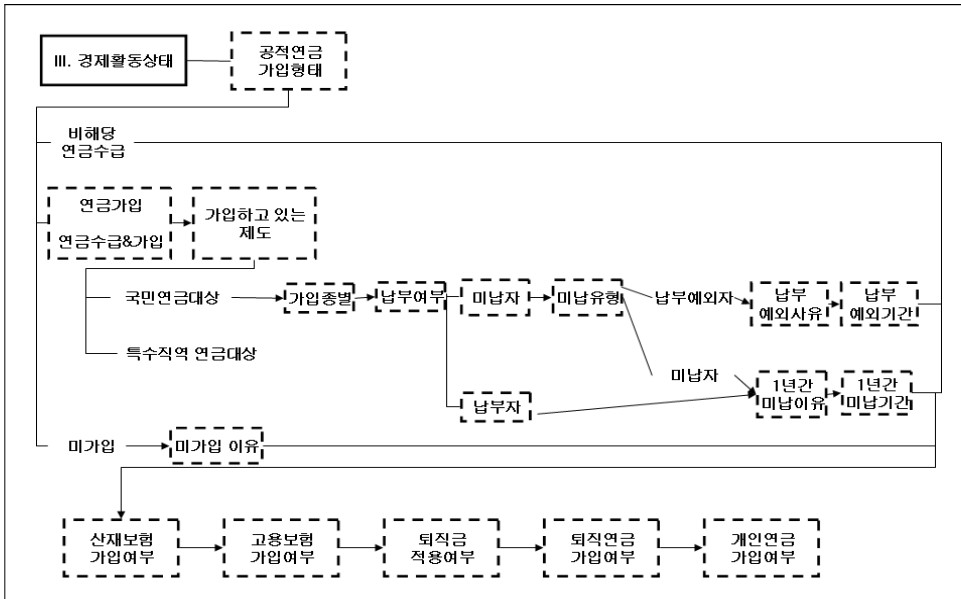 III. 경제활동상태
공적연금
가입형태
비해당
연금수급
연금가입
연금수급&가입
가입하고 있는
제도
국민연금대상
가입종별
납부여부
미납자
미납유형
납부예외자
납부
예외사유
납부
예외기간
특수직역 연금대상
미납자
납부자
1년간
미납이유
1년간
미납기간
미가입
미가입 이유
산재보험
가입여부
고용보험
가입여부
퇴직금
적용여부
퇴직연금
가입여부
개인연금
가입여부